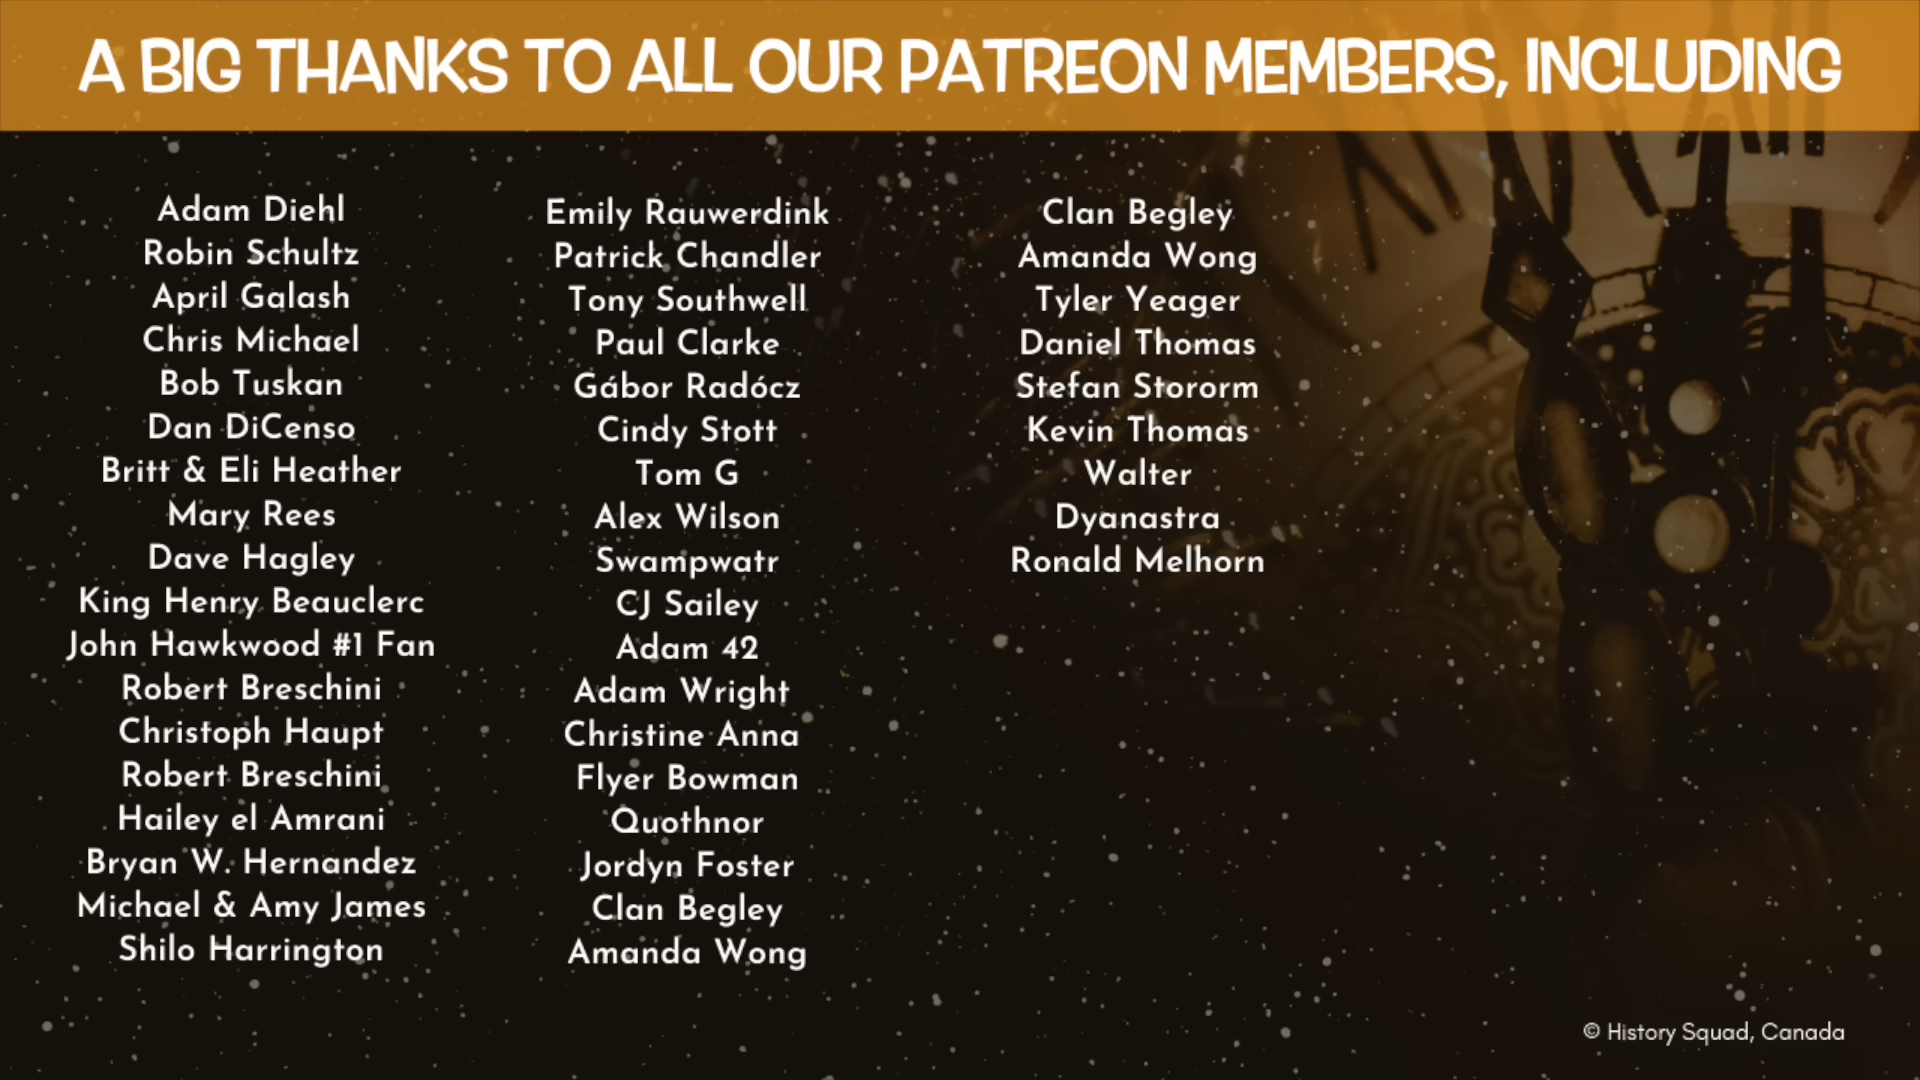 A BIG THANKS TO ALL OUR PATREON MEMBERS, INCLUDING
Adam Diehl
Robin Schultz
April Galash
Chris Michael
Bob Tuskan
Dan DiCenso
Britt & Eli Heather
Mary Rees
Dave Hagley
King Henry Beauclerc
John Hawkwood #1 Fan
Robert Breschini
Christoph Haupt
Robert Breschini
Hailey el Amrani
Bryan W. Hernandez
Michael & Amy James
Shilo Harrington
Emily Rauwerdink
Patrick Chandler
Tony Southwell
Paul Clarke
Gábor Radócz
Cindy Stott
Tom G
Alex Wilson
Swampwatr
CJ Sailey
Adam 42
Adam Wright
Christine Anna
Flyer Bowman
Quothnor
Jordyn Foster
Clan Begley
Amanda Wong
Clan Begley
Amanda Wong
Tyler Yeager
Daniel Thomas
Stefan Stororm
Kevin Thomas
Walter
Dyanastra
Ronald Melhorn
© History Squad, Canada